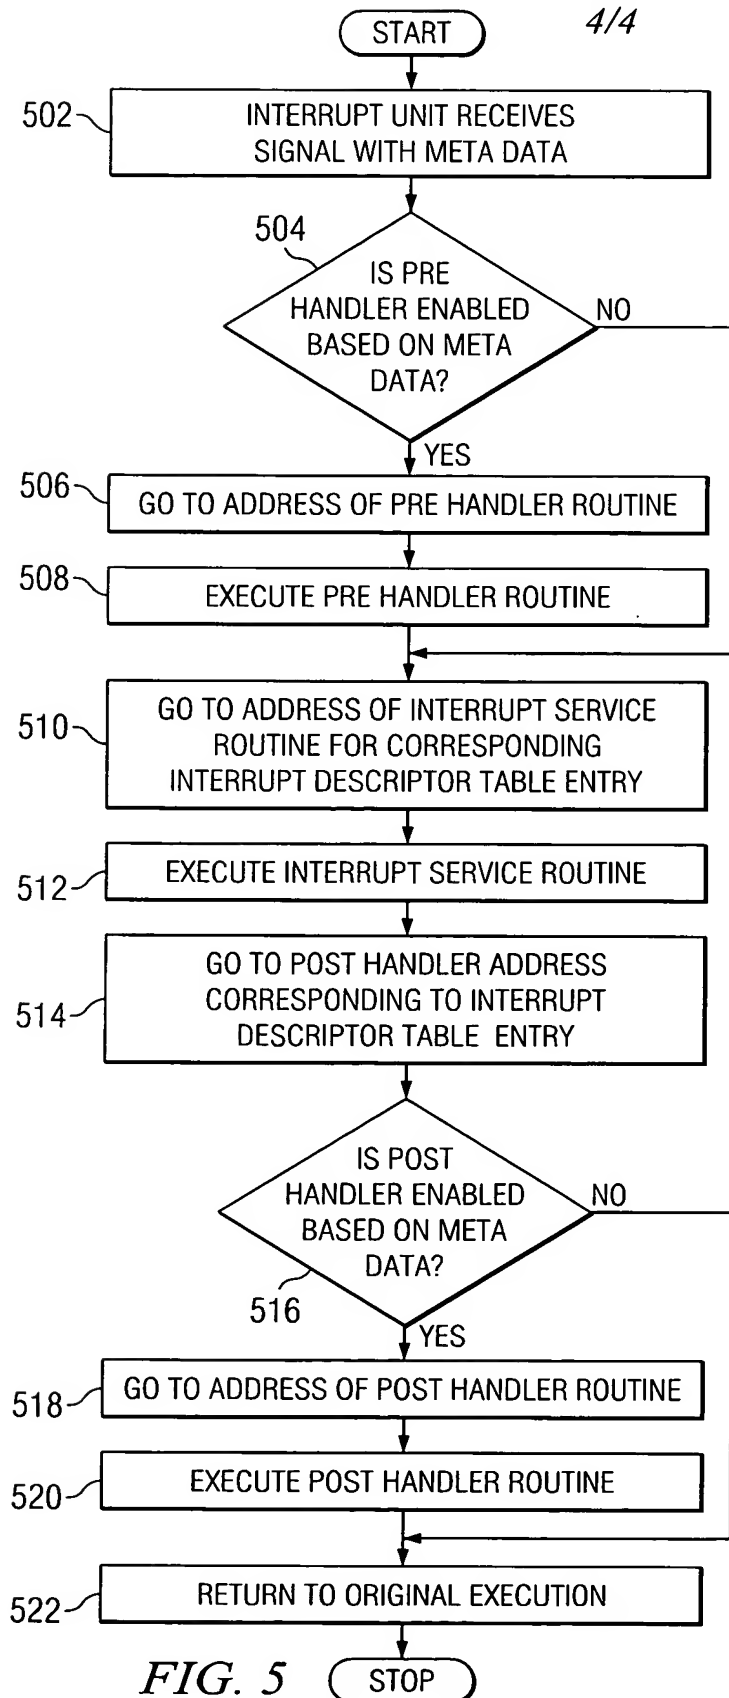 START
4/4
502
INTERRUPT UNIT RECEIVES
SIGNAL WITH META DATA
504
IS PRE
HANDLER ENABLED
BASED ON META
DATA?
NO
YES
506
GO TO ADDRESS OF PRE HANDLER ROUTINE
508
EXECUTE PRE HANDLER ROUTINE
510
GO TO ADDRESS OF INTERRUPT SERVICE
ROUTINE FOR CORRESPONDING
INTERRUPT DESCRIPTOR TABLE ENTRY
512
EXECUTE INTERRUPT SERVICE ROUTINE
514
GO TO POST HANDLER ADDRESS
CORRESPONDING TO INTERRUPT
DESCRIPTOR TABLE ENTRY
IS POST
HANDLER ENABLED
BASED ON META
DATA?
NO
516
YES
518
GO TO ADDRESS OF POST HANDLER ROUTINE
520
EXECUTE POST HANDLER ROUTINE
522
RETURN TO ORIGINAL EXECUTION
FIG. 5
STOP